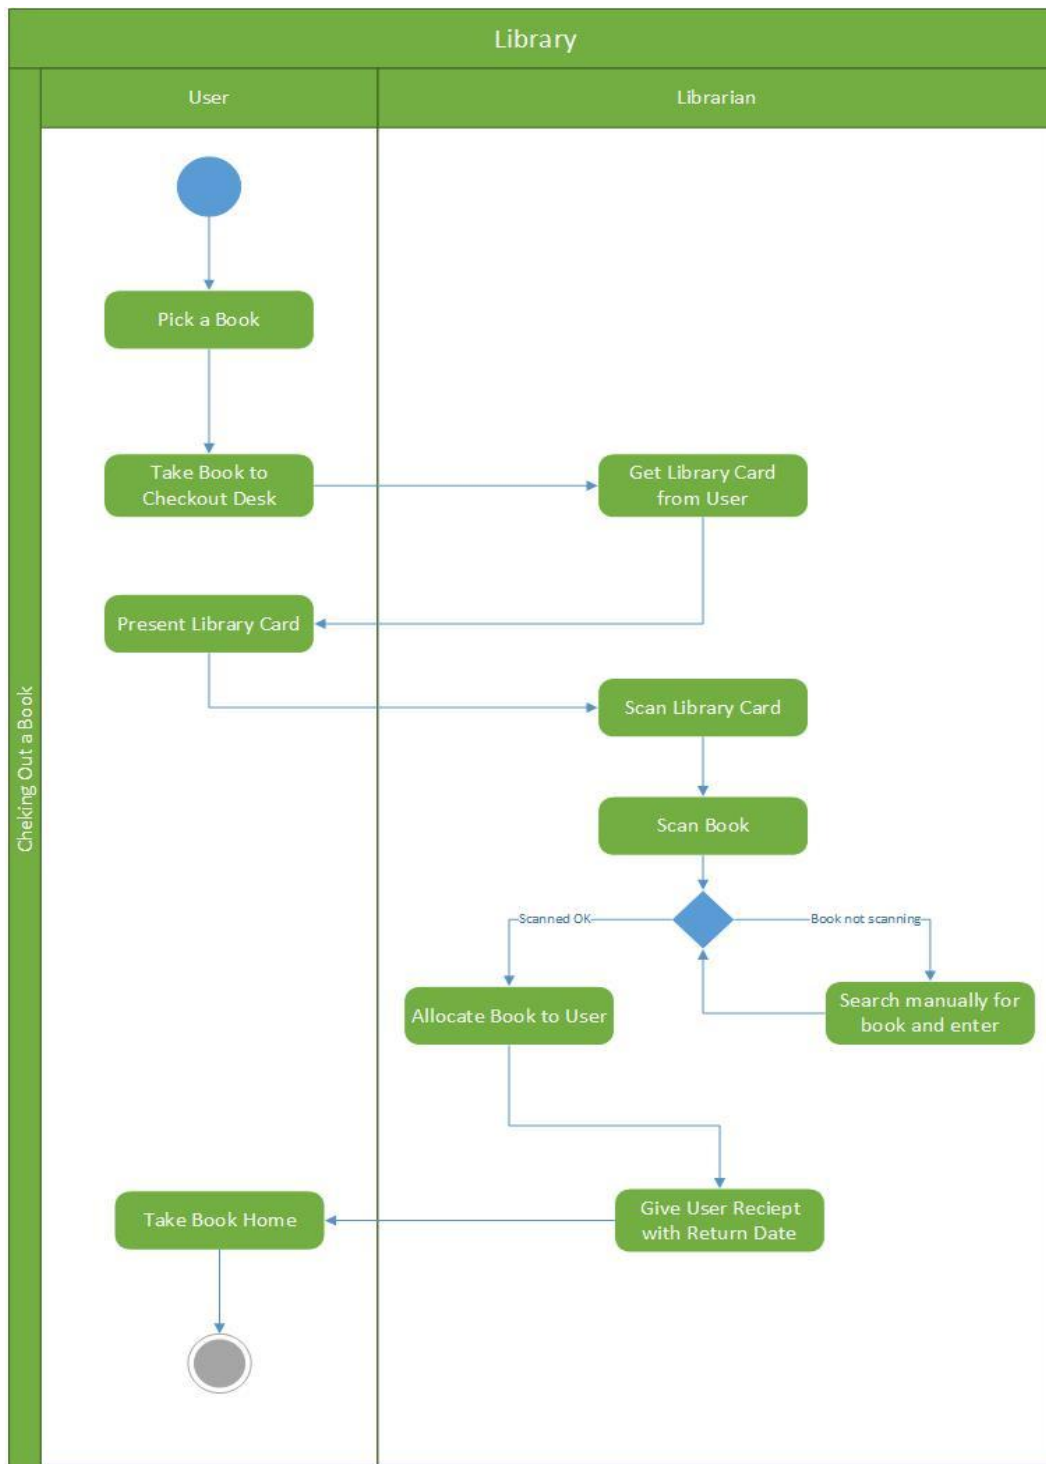 Library
User
Librarian
Cheking Out a Book
Pick a Book
Take Book to
Checkout Desk
Get Library Card
from User
Present Library Card
Scan Library Card
Scan Book
Scanned OK
Book not scanning
Allocate Book to User
Search manually for
book and enter
Give User Reciept
with Return Date
Take Book Home